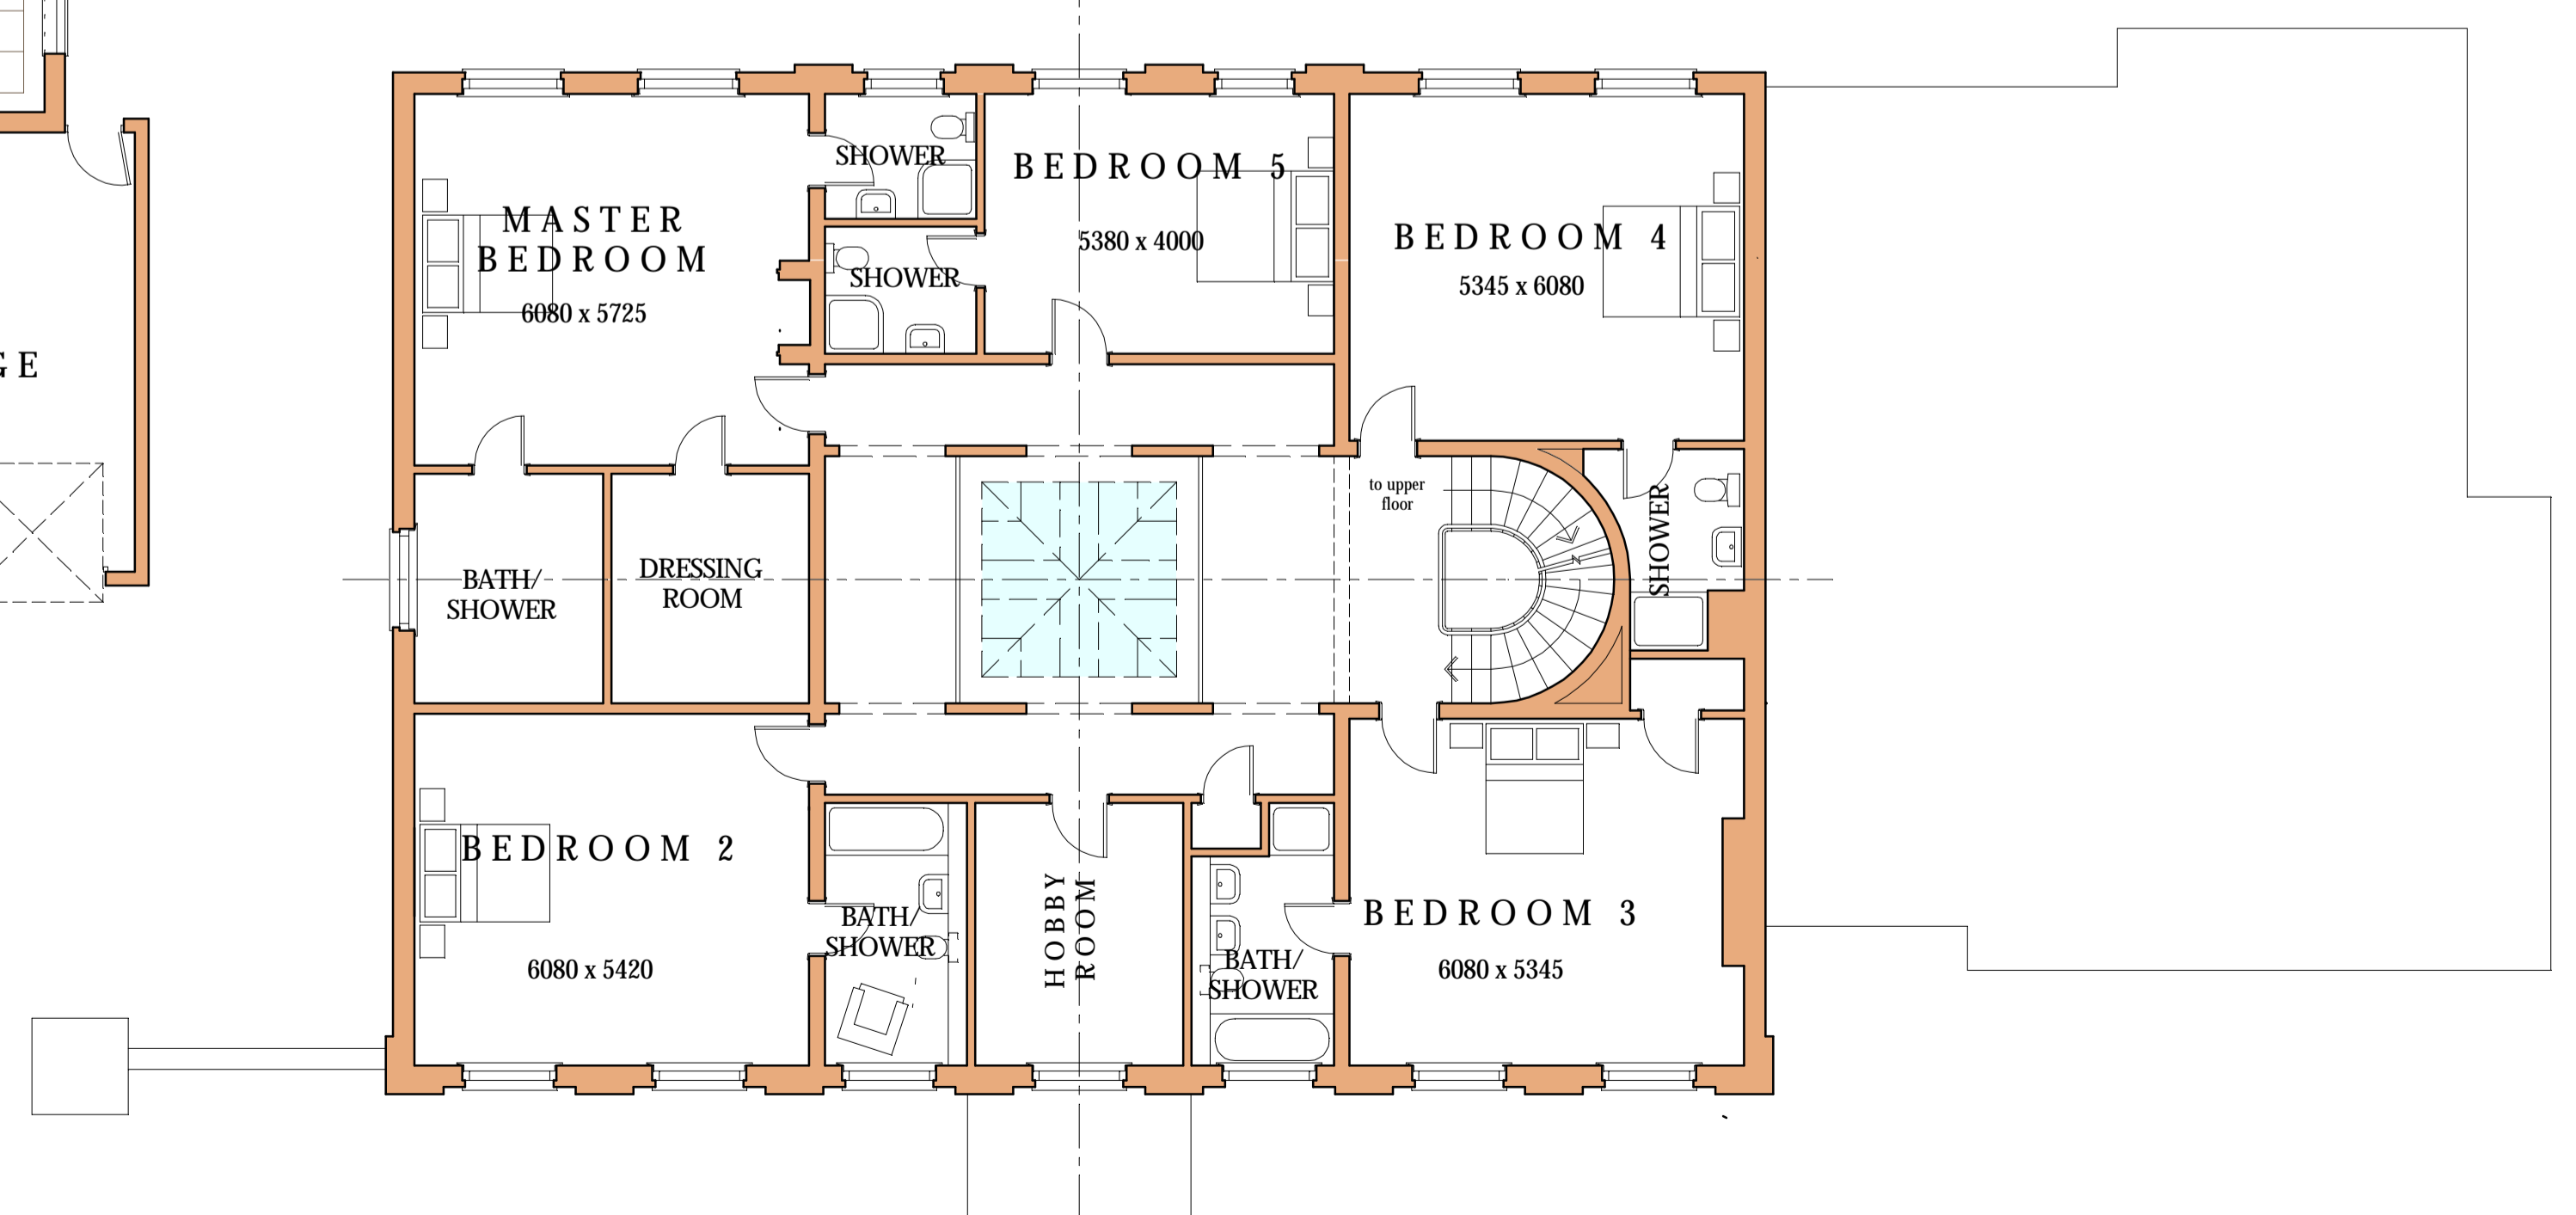 GE
MASTER
BEDROOM
6080 x 5725
SHOWER
SHOWER
BEDROOM 5
5380 x 4000
BEDROOM 4
5345 x 6080
to upper
floor
SHOWER
BATH/
SHOWER
DRESSING
ROOM
BEDROOM 2
6080 x 5420
BATH/
SHOWER
HOBBY
ROOM
BATH/
SHOWER
BEDROOM 3
6080 x 5345